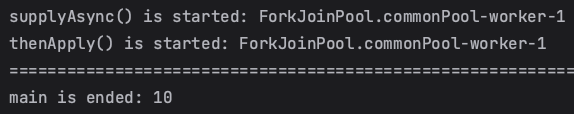 supplyAsync() is started: ForkJoinPool.commonPool-worker-1
thenApply() is started: ForkJoinPool.commonPool-worker-1
===========================================================
main is ended: 10